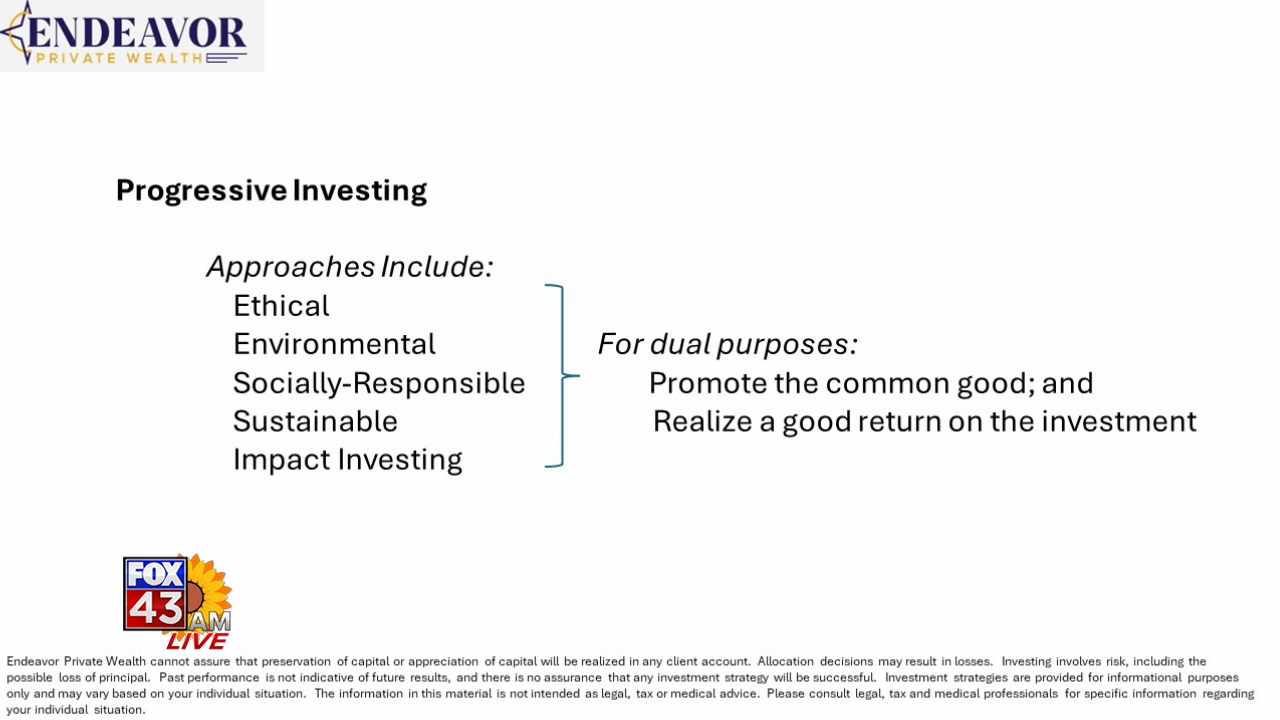 ENDEAVOR
PRIVATE WEALTH
Progressive Investing
Approaches Include:
Ethical
Environmental
Socially-Responsible
Sustainable
Impact Investing
For dual purposes:
Promote the common good; and
Realize a good return on the investment
FOX
43
AM
LIVE
Endeavor Private Wealth cannot assure that preservation of capital or appreciation of capital will be realized in any client account. Allocation decisions may result in losses. Investing involves risk, including the
possible loss of principal. Past performance is not indicative of future results, and there is no assurance that any investment strategy will be successful. Investment strategies are provided for informational purposes
only and may vary based on your individual situation. The information in this material is not intended as legal, tax or medical advice. Please consult legal, tax and medical professionals for specific information regarding
your individual situation.